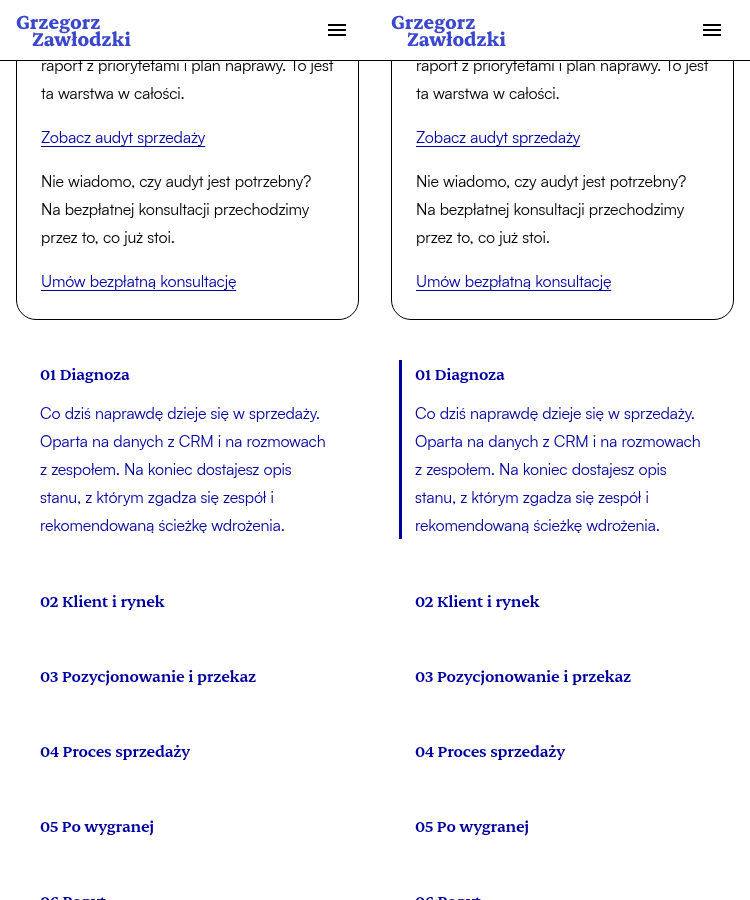 Grzegorz
Zawłodzki
raport z priorytetami i plan naprawy. To jest
ta warstwa w całości.
Zobacz audyt sprzedaży
Nie wiadomo, czy audyt jest potrzebny?
Na bezpłatnej konsultacji przechodzimy
przez to, co już stoi.
Umów bezpłatną konsultację
01 Diagnoza
Co dziś naprawdę dzieje się w sprzedaży.
Oparta na danych z CRM i na rozmowach
z zespołem. Na koniec dostajesz opis
stanu, z którym zgadza się zespół i
rekomendowaną ścieżkę wdrożenia.
02 Klient i rynek
03 Pozycjonowanie i przekaz
04 Proces sprzedaży
05 Po wygranej
Grzegorz
Zawłodzki
raport z priorytetami i plan naprawy. To jest
ta warstwa w całości.
Zobacz audyt sprzedaży
Nie wiadomo, czy audyt jest potrzebny?
Na bezpłatnej konsultacji przechodzimy
przez to, co już stoi.
Umów bezpłatną konsultację
01 Diagnoza
Co dziś naprawdę dzieje się w sprzedaży.
Oparta na danych z CRM i na rozmowach
z zespołem. Na koniec dostajesz opis
stanu, z którym zgadza się zespół i
rekomendowaną ścieżkę wdrożenia.
02 Klient i rynek
03 Pozycjonowanie i przekaz
04 Proces sprzedaży
05 Po wygranej